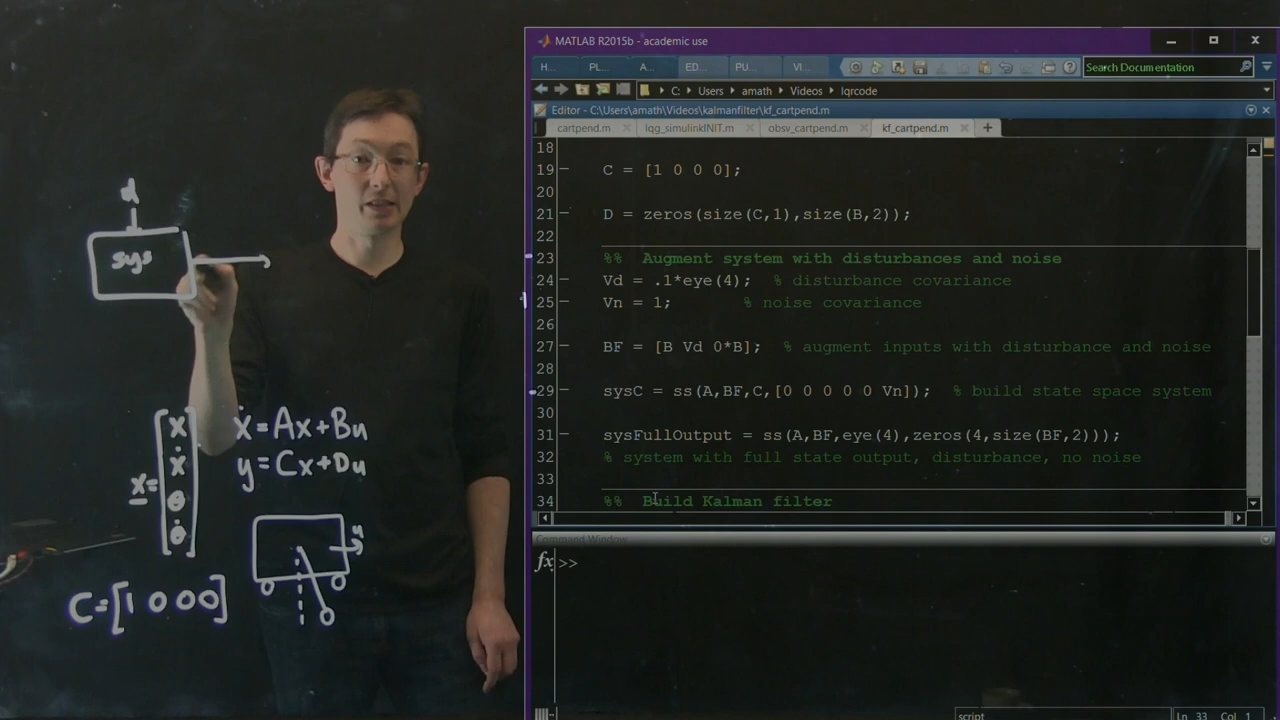 d
sys
x = [x ẋ θ θ̇]
ẋ=Ax+Bu
y=Cx+Du
u
C=[1 0 0 0]
MATLAB R2015b - academic use
H... PL... A... ED... PU... VI...
Search Documentation
C: Users amath Videos lqrcode
Editor - C:\Users\amath\Videos\kalmanfilter\kf_cartpend.m
cartpend.m lqg_simulinkINIT.m obsv_cartpend.m kf_cartpend.m
18
19 C = [1 0 0 0];
20
21 D = zeros(size(C,1),size(B,2));
22
23 %% Augment system with disturbances and noise
24 Vd = .1*eye(4); % disturbance covariance
25 Vn = 1; % noise covariance
26
27 BF = [B Vd 0*B]; % augment inputs with disturbance and noise
28
29 sysC = ss(A,BF,C,[0 0 0 0 0 Vn]); % build state space system
30
31 sysFullOutput = ss(A,BF,eye(4),zeros(4,size(BF,2)));
32 % system with full state output, disturbance, no noise
33
34 %% Build Kalman filter
Command Window
fx >>
script Ln 33 Col 1